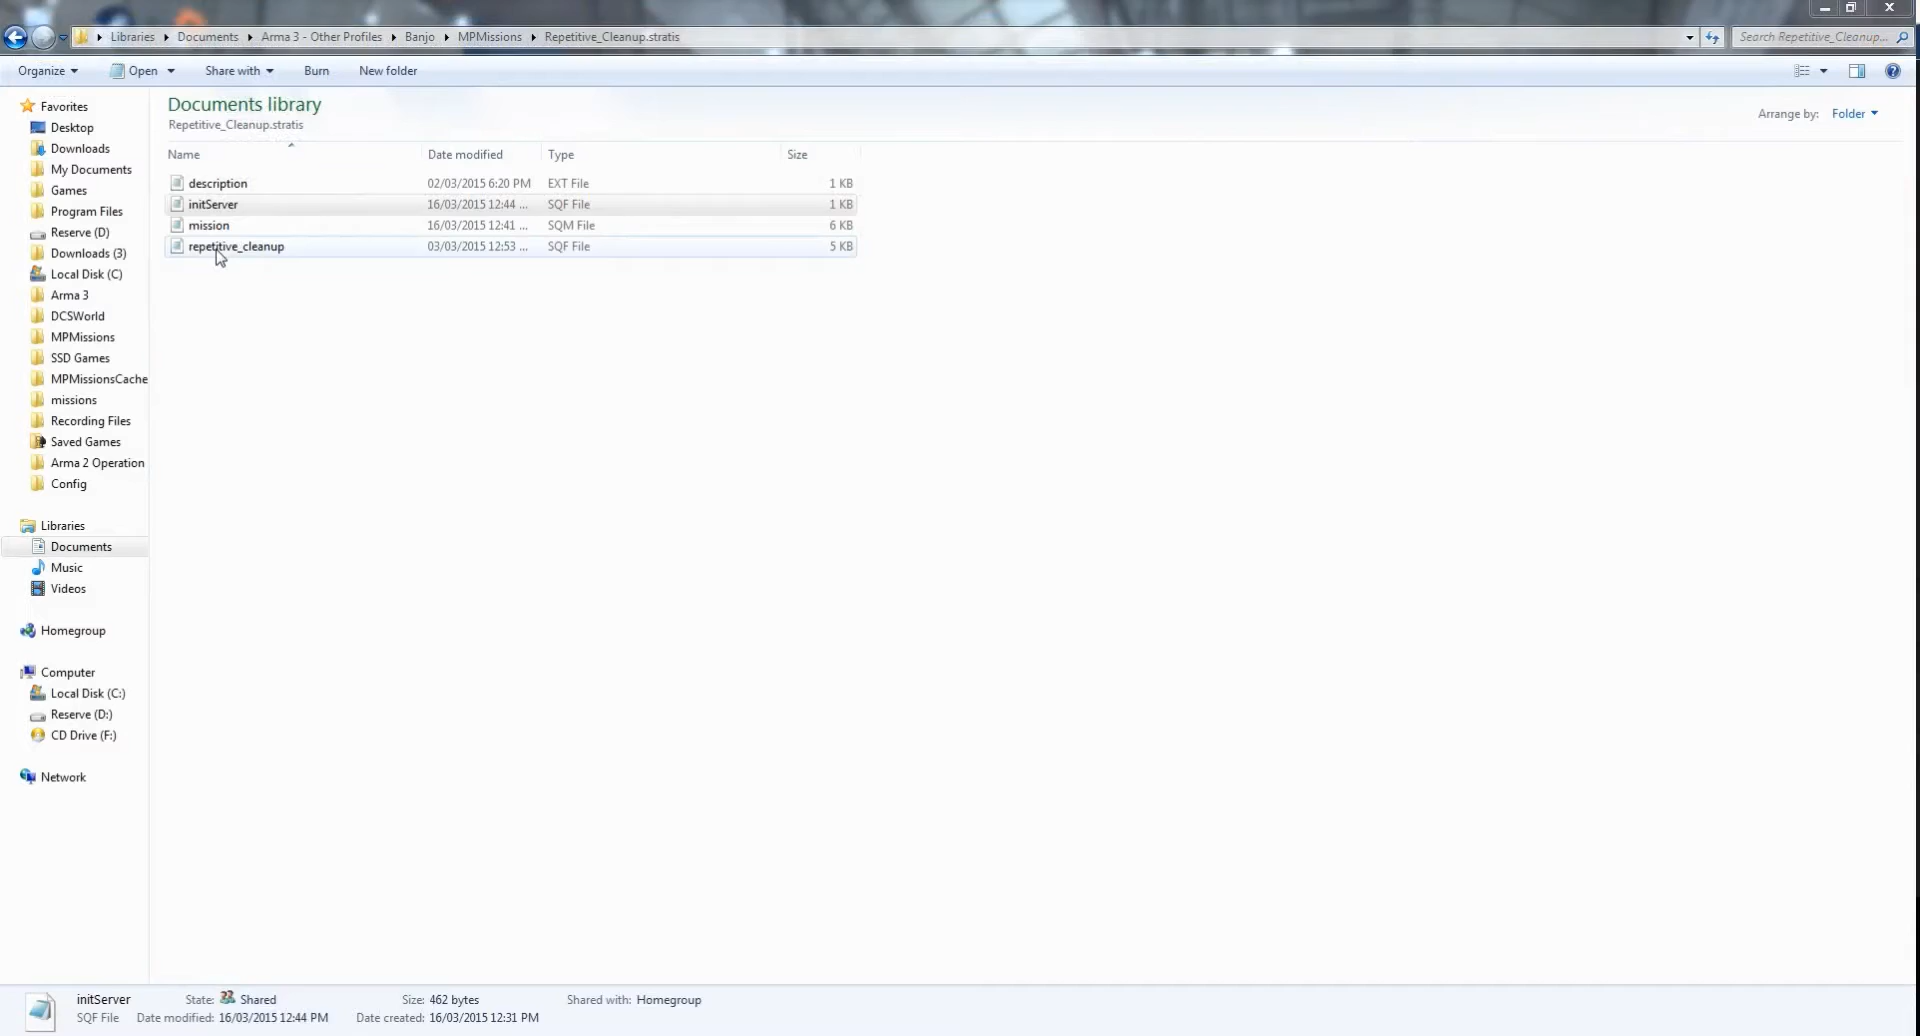 Libraries Documents Arma 3 - Other Profiles Banjo MPMissions Repetitive_Cleanup.stratis Search Repetitive_Cleanup...
Organize Open Share with Burn New folder
Documents library
Repetitive_Cleanup.stratis
Arrange by: Folder
Name Date modified Type Size
description 02/03/2015 6:20 PM EXT File 1 KB
initServer 16/03/2015 12:44 ... SQF File 1 KB
mission 16/03/2015 12:41 ... SQM File 6 KB
repetitive_cleanup 03/03/2015 12:53 ... SQF File 5 KB
Favorites
Desktop
Downloads
My Documents
Games
Program Files
Reserve (D)
Downloads (3)
Local Disk (C)
Arma 3
DCSWorld
MPMissions
SSD Games
MPMissionsCache
missions
Recording Files
Saved Games
Arma 2 Operation
Config
Libraries
Documents
Music
Videos
Homegroup
Computer
Local Disk (C:)
Reserve (D:)
CD Drive (F:)
Network
initServer State: Shared Size: 462 bytes Shared with: Homegroup
SQF File Date modified: 16/03/2015 12:44 PM Date created: 16/03/2015 12:31 PM